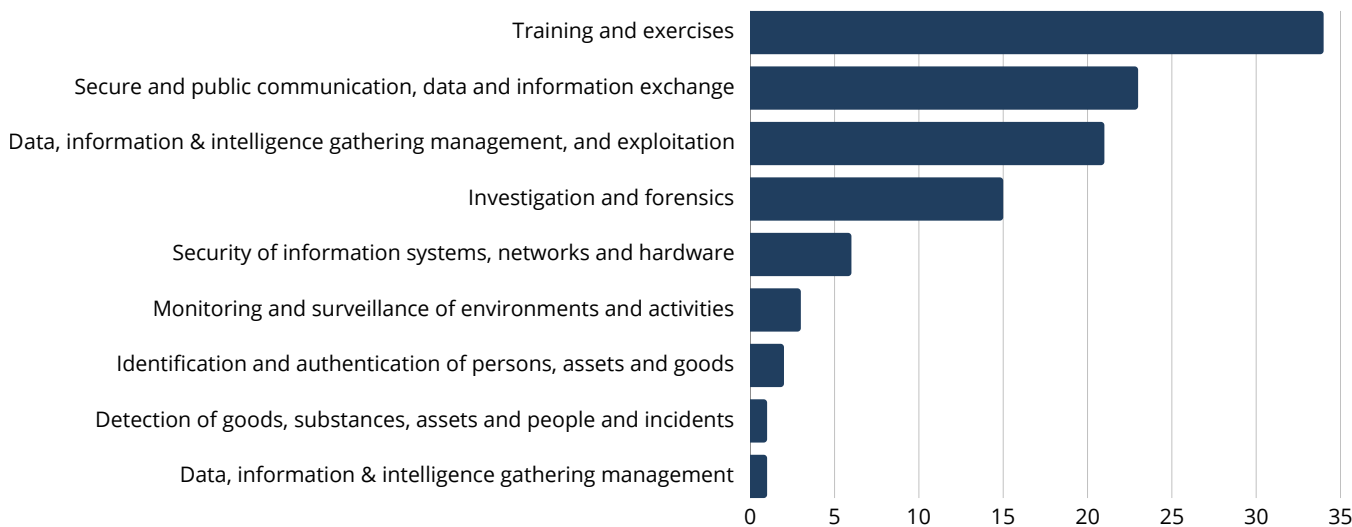 Training and exercises
Secure and public communication, data and information exchange
Data, information & intelligence gathering management, and exploitation
Investigation and forensics
Security of information systems, networks and hardware
Monitoring and surveillance of environments and activities
Identification and authentication of persons, assets and goods
Detection of goods, substances, assets and people and incidents
Data, information & intelligence gathering management
0 5 10 15 20 25 30 35